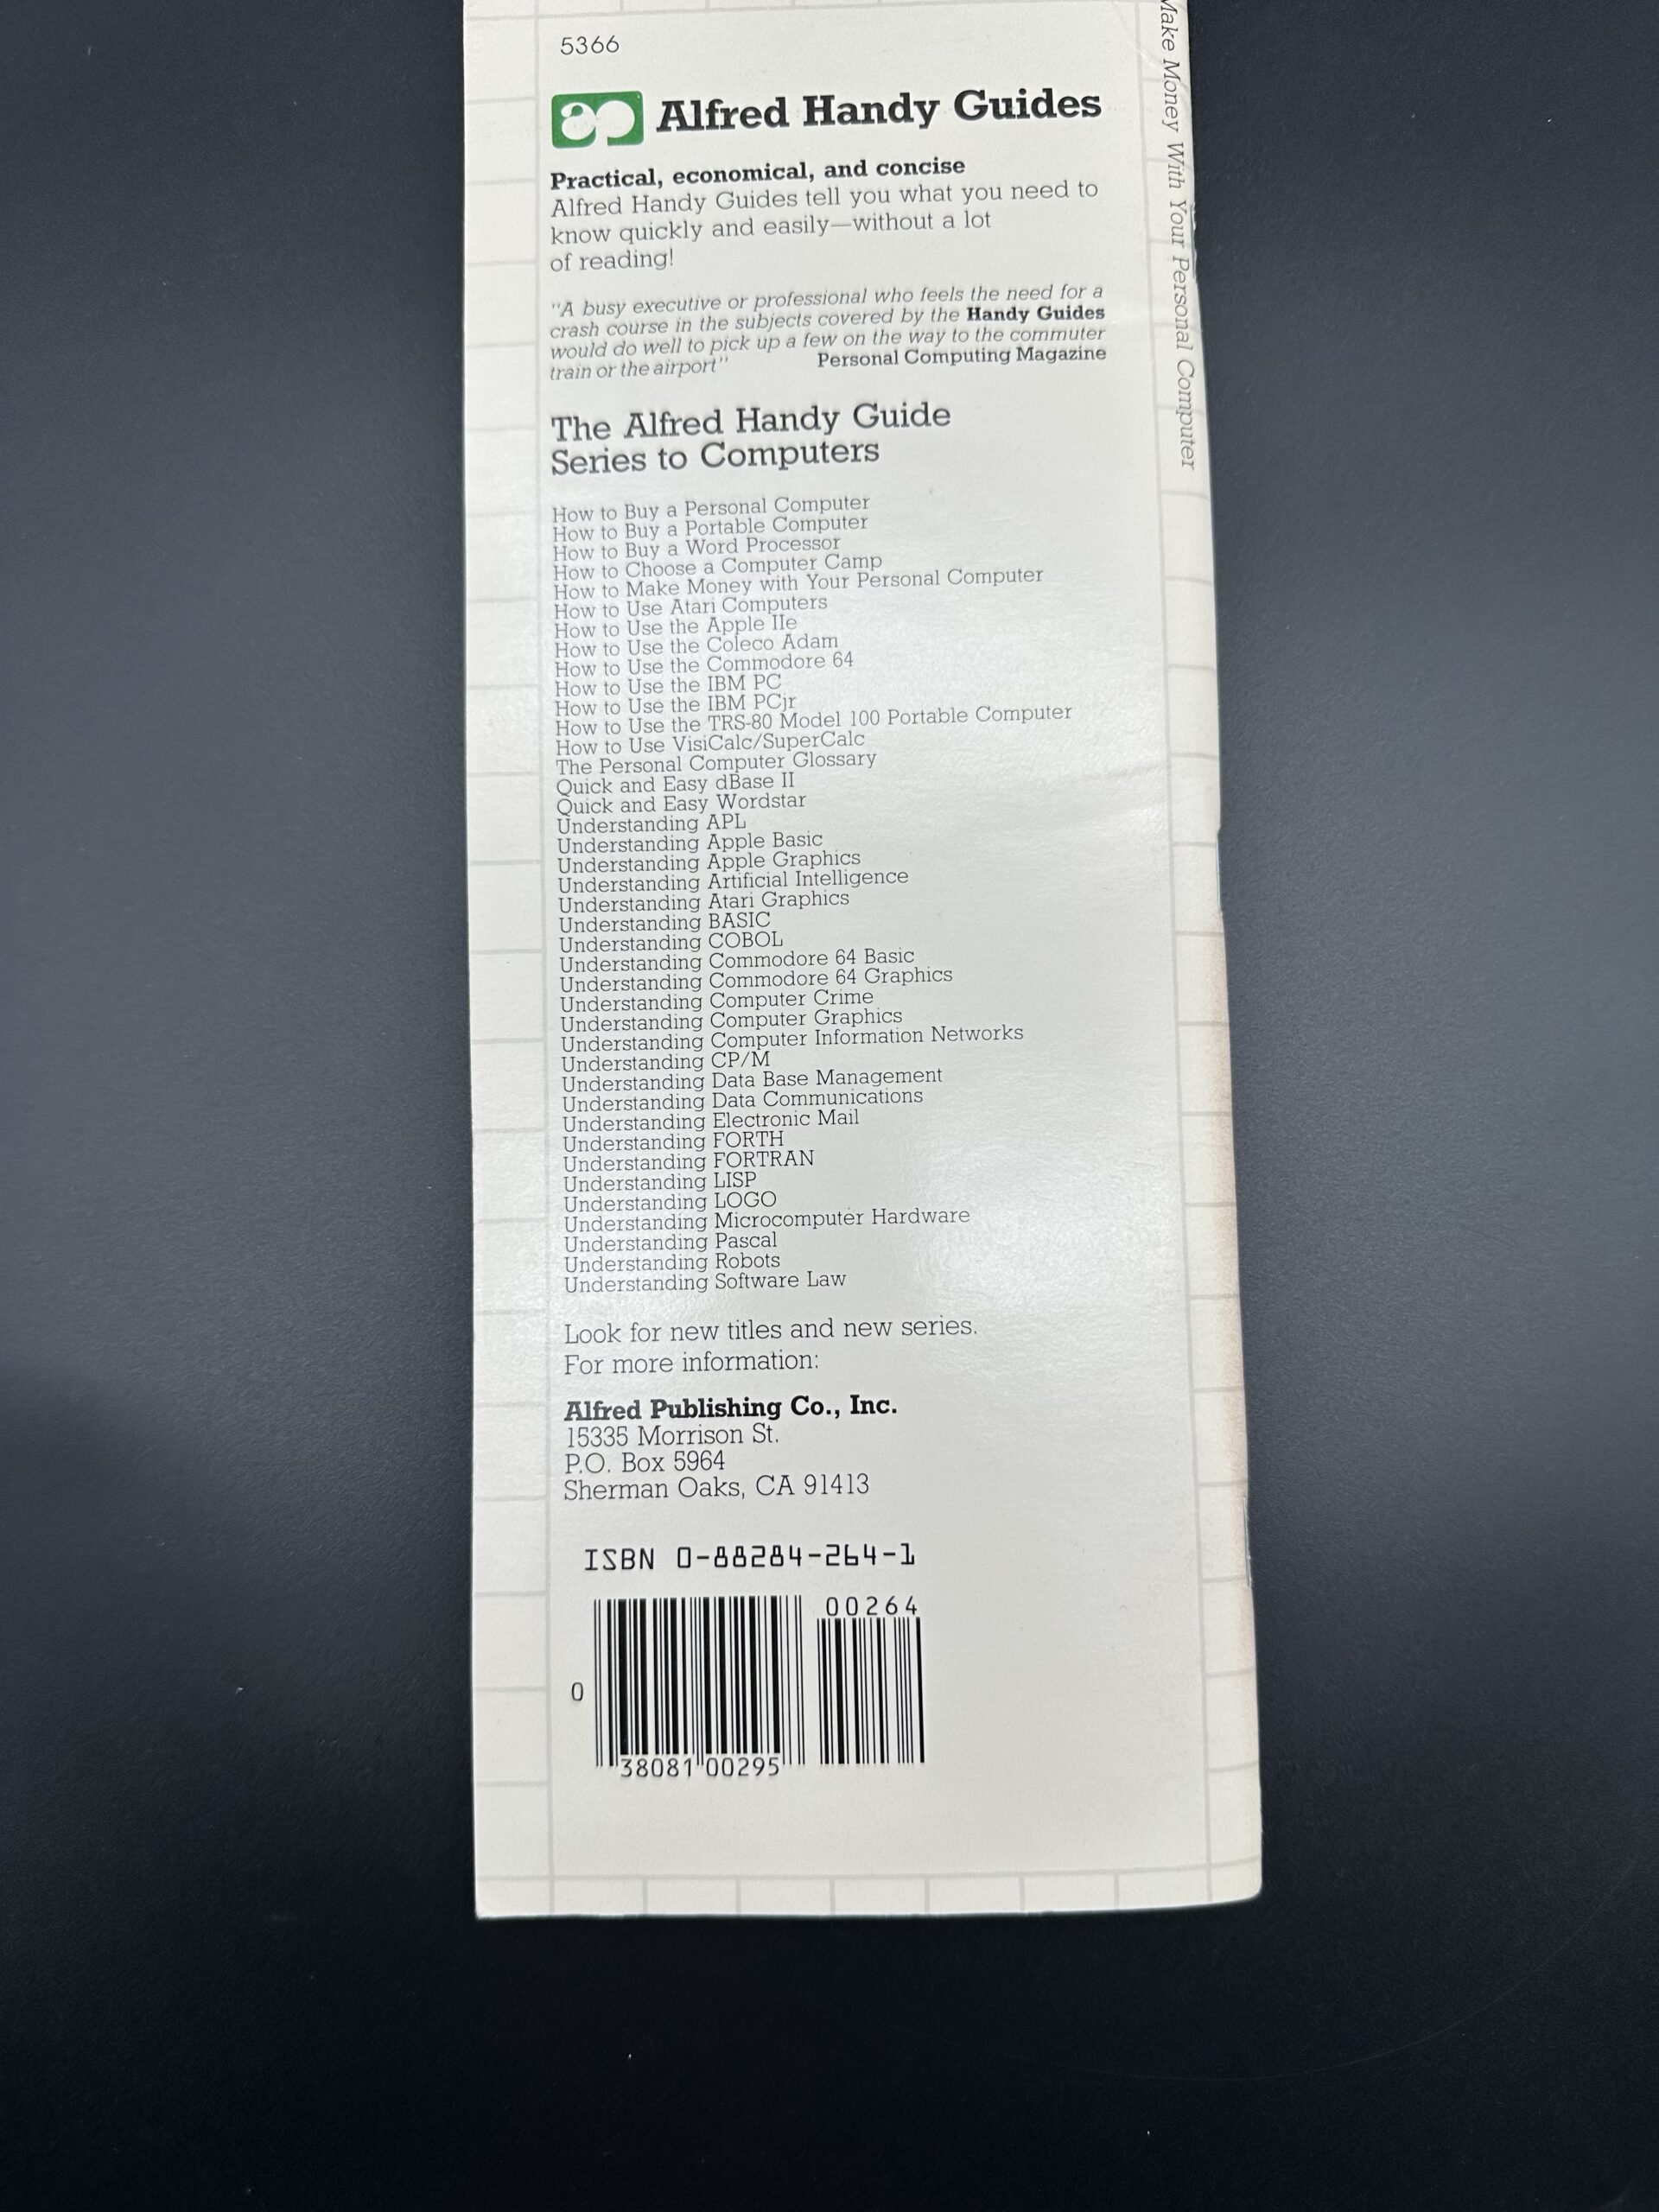 5366
Alfred Handy Guides
Practical, economical, and concise
Alfred Handy Guides tell you what you need to
know quickly and easily—without a lot
of reading!
"A busy executive or professional who feels the need for a
crash course in the subjects covered by the Handy Guides
would do well to pick up a few on the way to the commuter
train or the airport" Personal Computing Magazine
The Alfred Handy Guide
Series to Computers
How to Buy a Personal Computer
How to Buy a Portable Computer
How to Buy a Word Processor
How to Choose a Computer Camp
How to Make Money with Your Personal Computer
How to Use Atari Computers
How to Use the Apple IIe
How to Use the Coleco Adam
How to Use the Commodore 64
How to Use the IBM PC
How to Use the IBM PCjr
How to Use the TRS-80 Model 100 Portable Computer
How to Use VisiCalc/SuperCalc
The Personal Computer Glossary
Quick and Easy dBase II
Quick and Easy Wordstar
Understanding APL
Understanding Apple Basic
Understanding Apple Graphics
Understanding Artificial Intelligence
Understanding Atari Graphics
Understanding BASIC
Understanding COBOL
Understanding Commodore 64 Basic
Understanding Commodore 64 Graphics
Understanding Computer Crime
Understanding Computer Graphics
Understanding Computer Information Networks
Understanding CP/M
Understanding Data Base Management
Understanding Data Communications
Understanding Electronic Mail
Understanding FORTH
Understanding FORTRAN
Understanding LISP
Understanding LOGO
Understanding Microcomputer Hardware
Understanding Pascal
Understanding Robots
Understanding Software Law
Look for new titles and new series.
For more information:
Alfred Publishing Co., Inc.
15335 Morrison St.
P.O. Box 5964
Sherman Oaks, CA 91413
ISBN 0-88284-264-1
00264
0 38081 00295
Make Money With Your Personal Computer